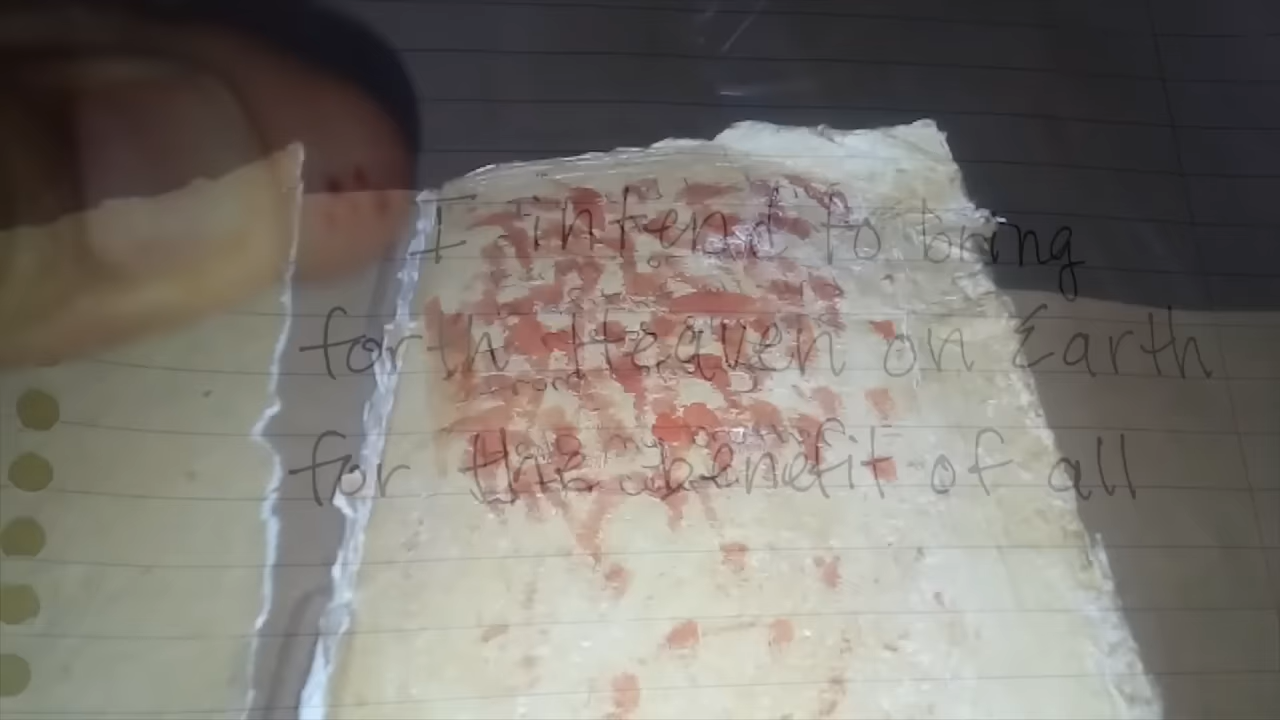 I intend to bring
forth Heaven on Earth
for the benefit of all